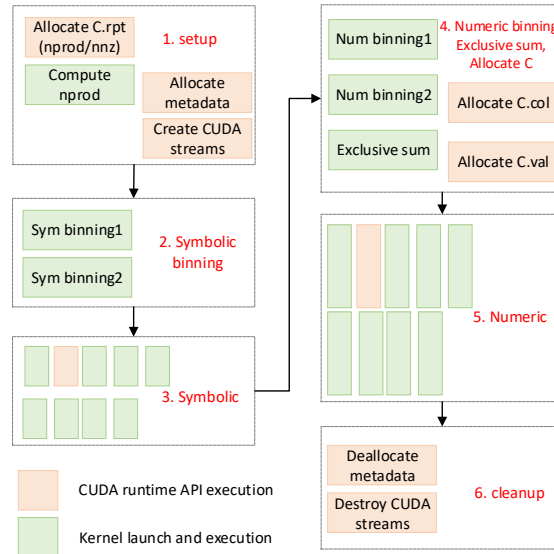 Allocate C.rpt
(nprod/nnz)
1. setup
Compute
nprod
Allocate
metadata
Create CUDA
streams
Sym binning1
2. Symbolic
binning
Sym binning2
3. Symbolic
CUDA runtime API execution
Kernel launch and execution
Num binning1
4. Numeric binning
Exclusive sum,
Allocate C
Num binning2
Allocate C.col
Exclusive sum
Allocate C.val
5. Numeric
Deallocate
metadata
6. cleanup
Destroy CUDA
streams